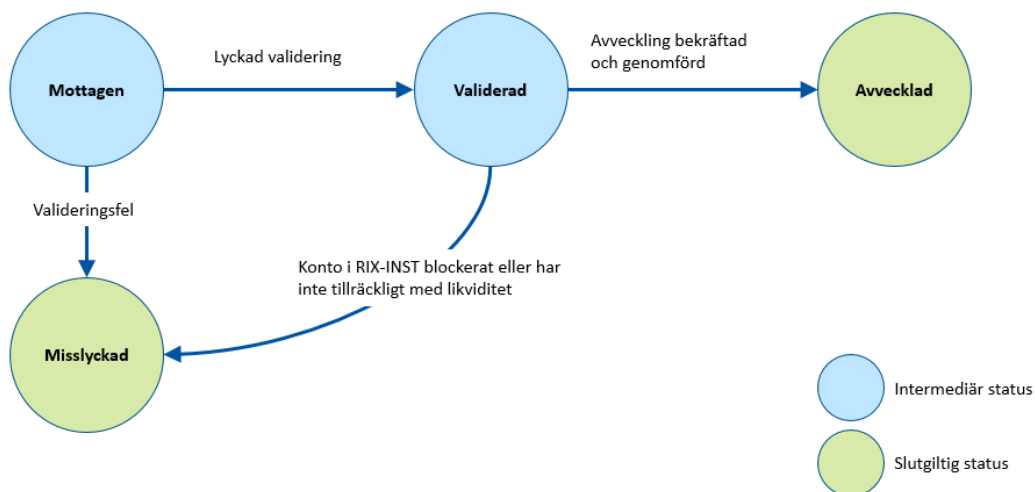 Mottagen
Lyckad validering
Validerad
Avveckling bekräftad
och genomförd
Avvecklad
Valideringsfel
Konto i RIX-INST blockerat eller har
inte tillräckligt med likviditet
Misslyckad
Intermediär status
Slutgiltig status